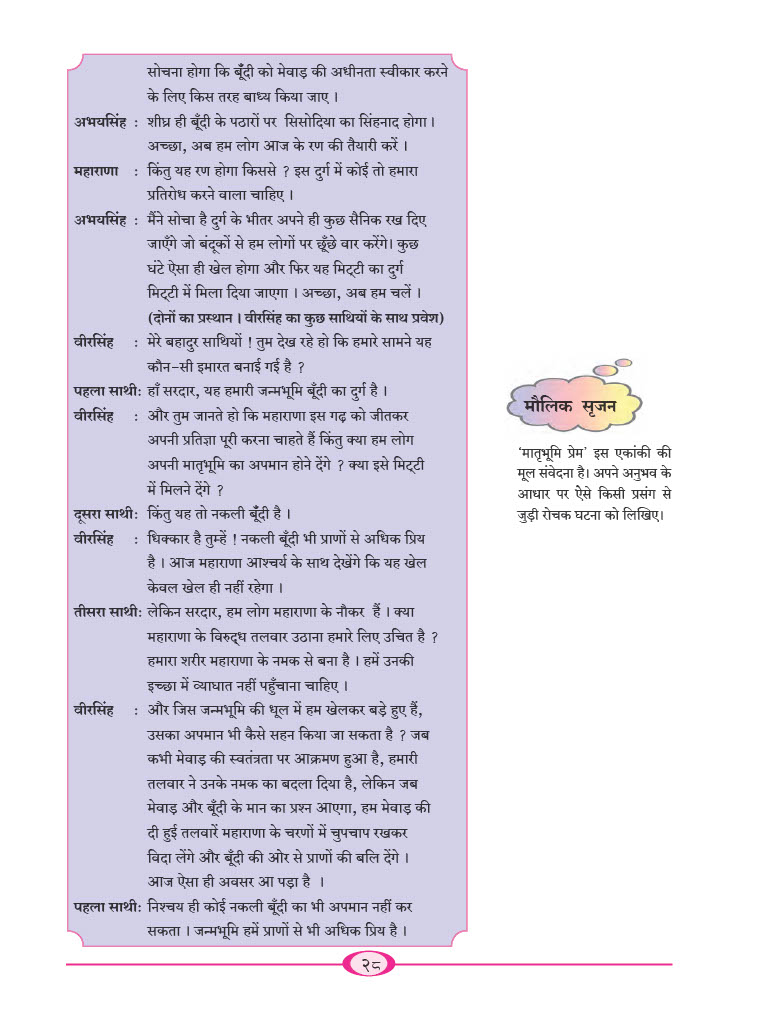 सोचना होगा कि बूँदी को मेवाड़ की अधीनता स्वीकार करने
के लिए किस तरह बाध्य किया जाए ।
अभयसिंह : शीघ्र ही बूँदी के पठारों पर सिसोदिया का सिंहनाद होगा ।
अच्छा, अब हम लोग आज के रण की तैयारी करें ।
महाराणा : किंतु यह रण होगा किससे ? इस दुर्ग में कोई तो हमारा
प्रतिरोध करने वाला चाहिए ।
अभयसिंह : मैंने सोचा है दुर्ग के भीतर अपने ही कुछ सैनिक रख दिए
जाएँगे जो बंदूकों से हम लोगों पर छूँछे वार करेंगे। कुछ
घंटे ऐसा ही खेल होगा और फिर यह मिट्टी का दुर्ग
मिट्टी में मिला दिया जाएगा । अच्छा, अब हम चलें ।
(दोनों का प्रस्थान । वीरसिंह का कुछ साथियों के साथ प्रवेश)
वीरसिंह : मेरे बहादुर साथियों ! तुम देख रहे हो कि हमारे सामने यह
कौन-सी इमारत बनाई गई है ?
पहला साथी: हाँ सरदार, यह हमारी जन्मभूमि बूँदी का दुर्ग है ।
वीरसिंह : और तुम जानते हो कि महाराणा इस गढ़ को जीतकर
अपनी प्रतिज्ञा पूरी करना चाहते हैं किंतु क्या हम लोग
अपनी मातृभूमि का अपमान होने देंगे ? क्या इसे मिट्टी
में मिलने देंगे ?
दूसरा साथी: किंतु यह तो नकली बूँदी है ।
वीरसिंह : धिक्कार है तुम्हें ! नकली बूँदी भी प्राणों से अधिक प्रिय
है । आज महाराणा आश्चर्य के साथ देखेंगे कि यह खेल
केवल खेल ही नहीं रहेगा ।
तीसरा साथी: लेकिन सरदार, हम लोग महाराणा के नौकर हैं । क्या
महाराणा के विरुद्ध तलवार उठाना हमारे लिए उचित है ?
हमारा शरीर महाराणा के नमक से बना है । हमें उनकी
इच्छा में व्याधात नहीं पहुँचाना चाहिए ।
वीरसिंह : और जिस जन्मभूमि की धूल में हम खेलकर बड़े हुए हैं,
उसका अपमान भी कैसे सहन किया जा सकता है ? जब
कभी मेवाड़ की स्वतंत्रता पर आक्रमण हुआ है, हमारी
तलवार ने उनके नमक का बदला दिया है, लेकिन जब
मेवाड़ और बूँदी के मान का प्रश्न आएगा, हम मेवाड़ की
दी हुई तलवारें महाराणा के चरणों में चुपचाप रखकर
विदा लेंगे और बूँदी की ओर से प्राणों की बलि देंगे ।
आज ऐसा ही अवसर आ पड़ा है ।
पहला साथी: निश्चय ही कोई नकली बूँदी का भी अपमान नहीं कर
सकता । जन्मभूमि हमें प्राणों से भी अधिक प्रिय है ।
मौलिक सृजन
‘मातृभूमि प्रेम’ इस एकांकी की
मूल संवेदना है। अपने अनुभव के
आधार पर ऐसे किसी प्रसंग से
जुड़ी रोचक घटना को लिखिए।
२८